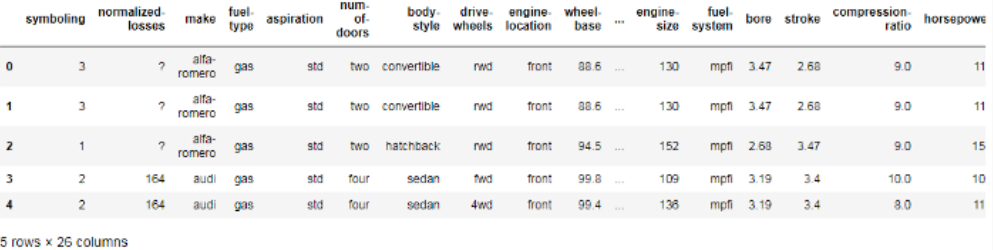 symboling normalized-losses make fuel-type aspiration num-of-doors body-style drive-wheels engine-location wheel-base ... engine-size fuel-system bore stroke compression-ratio horsepowe
0 3 ? alfa-romero gas std two convertible rwd front 88.6 ... 130 mpfi 3.47 2.68 9.0 11
1 3 ? alfa-romero gas std two convertible rwd front 88.6 ... 130 mpfi 3.47 2.68 9.0 11
2 1 ? alfa-romero gas std two hatchback rwd front 94.5 ... 152 mpfi 2.68 3.47 9.0 15
3 2 164 audi gas std four sedan fwd front 99.8 ... 109 mpfi 3.19 3.4 10.0 10
4 2 164 audi gas std four sedan 4wd front 99.4 ... 136 mpfi 3.19 3.4 8.0 11
5 rows × 26 columns